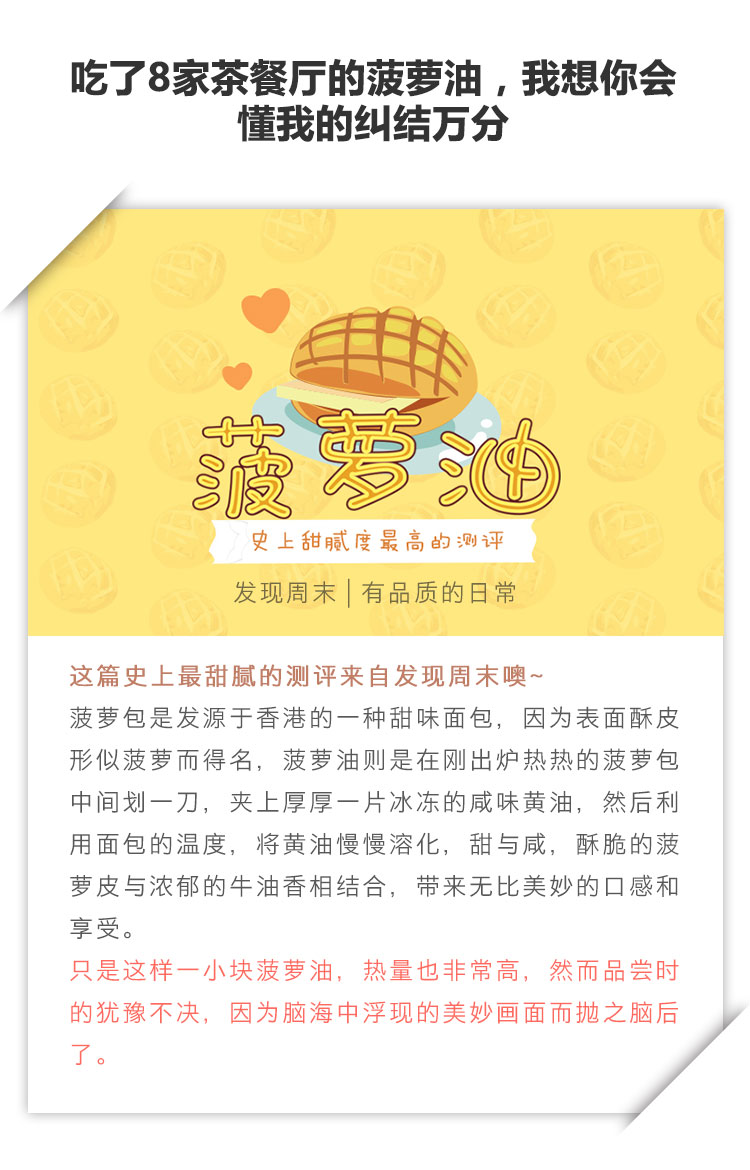 吃了8家茶餐厅的菠萝油，我想你会
懂我的纠结万分
菠萝油
史上甜腻度最高的测评
发现周末｜有品质的日常
这篇史上最甜腻的测评来自发现周末噢~
菠萝包是发源于香港的一种甜味面包，因为表面酥皮
形似菠萝而得名，菠萝油则是在刚出炉热热的菠萝包
中间划一刀，夹上厚厚一片冰冻的咸味黄油，然后利
用面包的温度，将黄油慢慢溶化，甜与咸，酥脆的菠
萝皮与浓郁的牛油香相结合，带来无比美妙的口感和
享受。
只是这样一小块菠萝油，热量也非常高，然而品尝时
的犹豫不决，因为脑海中浮现的美妙画面而抛之脑后
了。